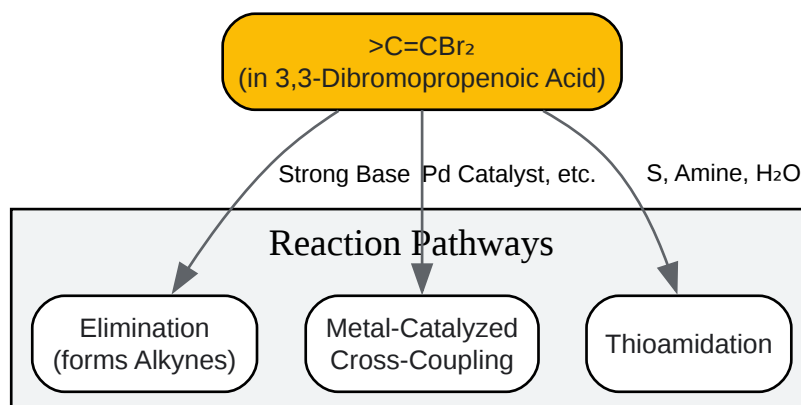 >C=CBr₂
(in 3,3-Dibromopropenoic Acid)
Strong Base
Pd Catalyst, etc.
S, Amine, H₂O
Reaction Pathways
Elimination
(forms Alkynes)
Metal-Catalyzed
Cross-Coupling
Thioamidation